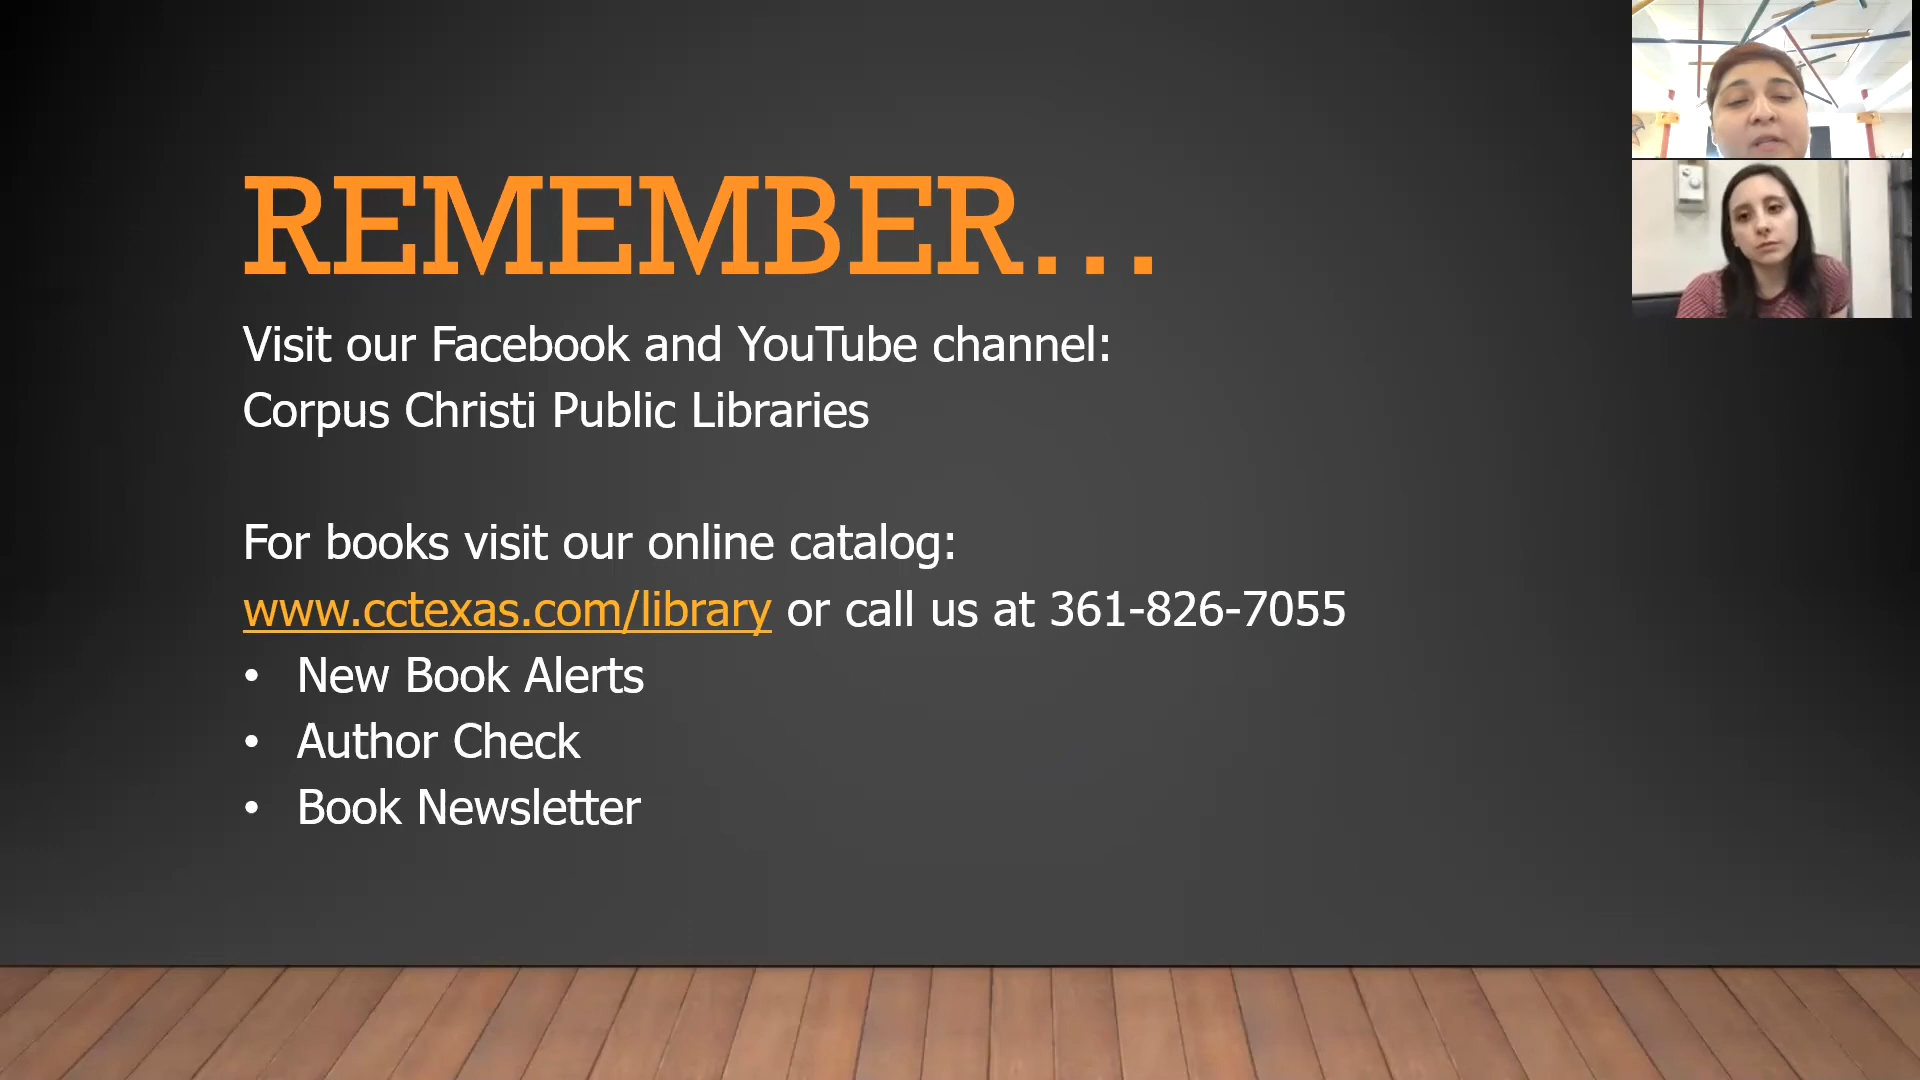 REMEMBER...
Visit our Facebook and YouTube channel:
Corpus Christi Public Libraries
For books visit our online catalog:
www.cctexas.com/library or call us at 361-826-7055
• New Book Alerts
• Author Check
• Book Newsletter